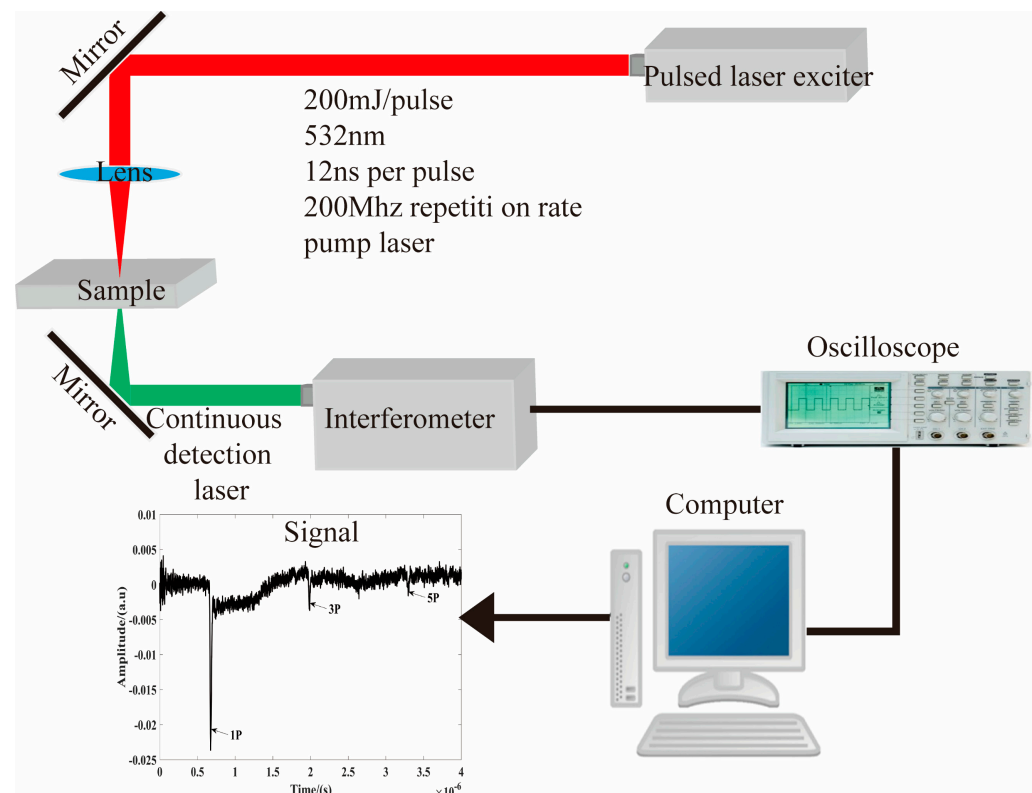 Mirror
Pulsed laser exciter
200mJ/pulse
532nm
12ns per pulse
200Mhz repetiti on rate
pump laser
Lens
Sample
Mirror
Continuous
detection
laser
Interferometer
Oscilloscope
Computer
Signal
0.01
0.005
0
-0.005
-0.01
-0.015
-0.02
-0.025
Amplitude/(a.u)
1P
3P
5P
0 0.5 1 1.5 2 2.5 3 3.5 4
Time/(s)
×10⁻⁶